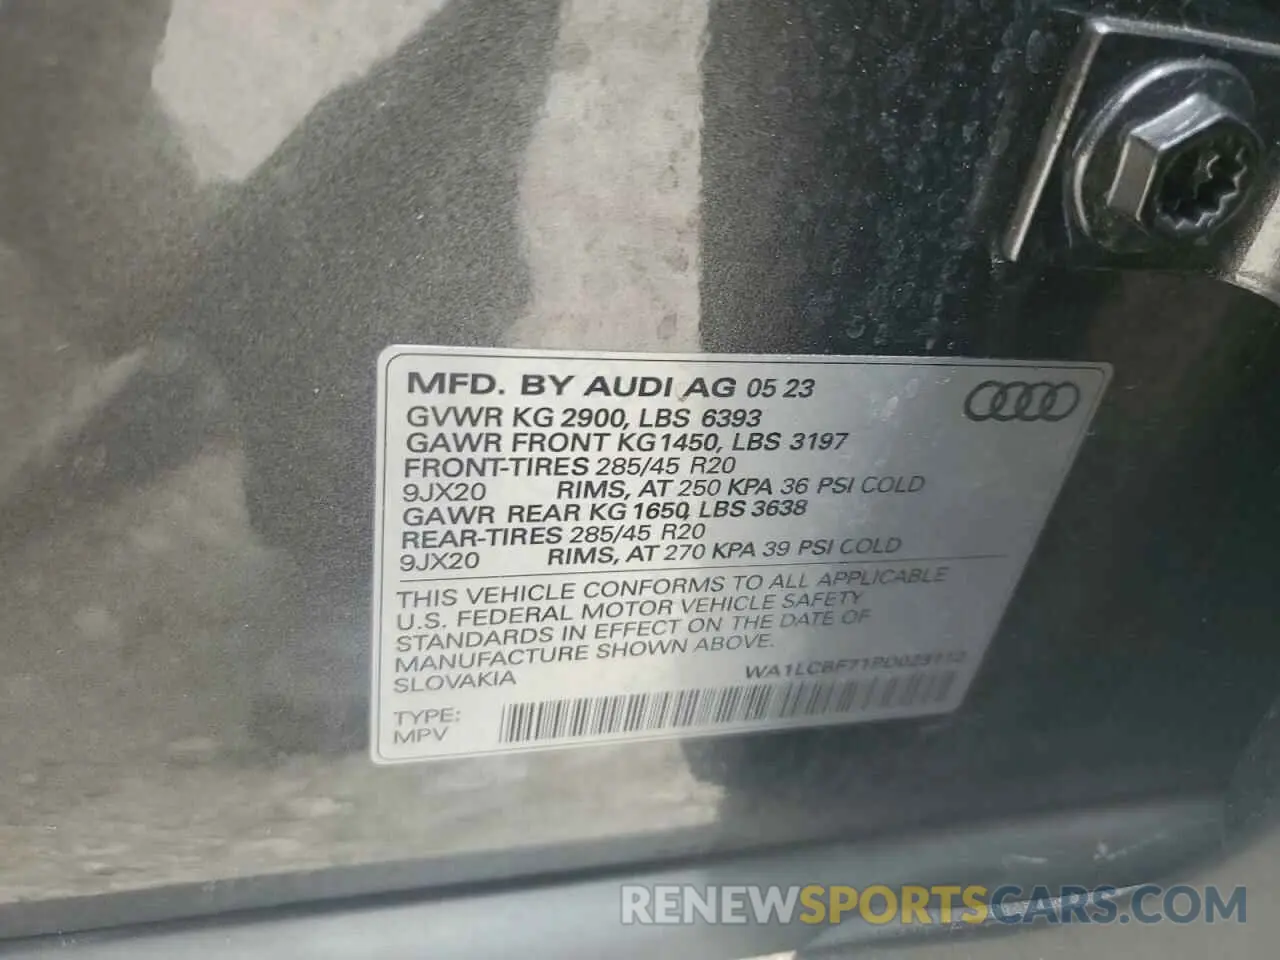 MFD. BY AUDI AG 05 23
GVWR KG 2900, LBS 6393
GAWR FRONT KG 1450, LBS 3197
FRONT-TIRES 285/45 R20
9JX20 RIMS, AT 250 KPA 36 PSI COLD
GAWR REAR KG 1650, LBS 3638
REAR-TIRES 285/45 R20
9JX20 RIMS, AT 270 KPA 39 PSI COLD
THIS VEHICLE CONFORMS TO ALL APPLICABLE
U.S. FEDERAL MOTOR VEHICLE SAFETY
STANDARDS IN EFFECT ON THE DATE OF
MANUFACTURE SHOWN ABOVE.
SLOVAKIA
TYPE:
MPV
RENEWSPORTSCARS.COM